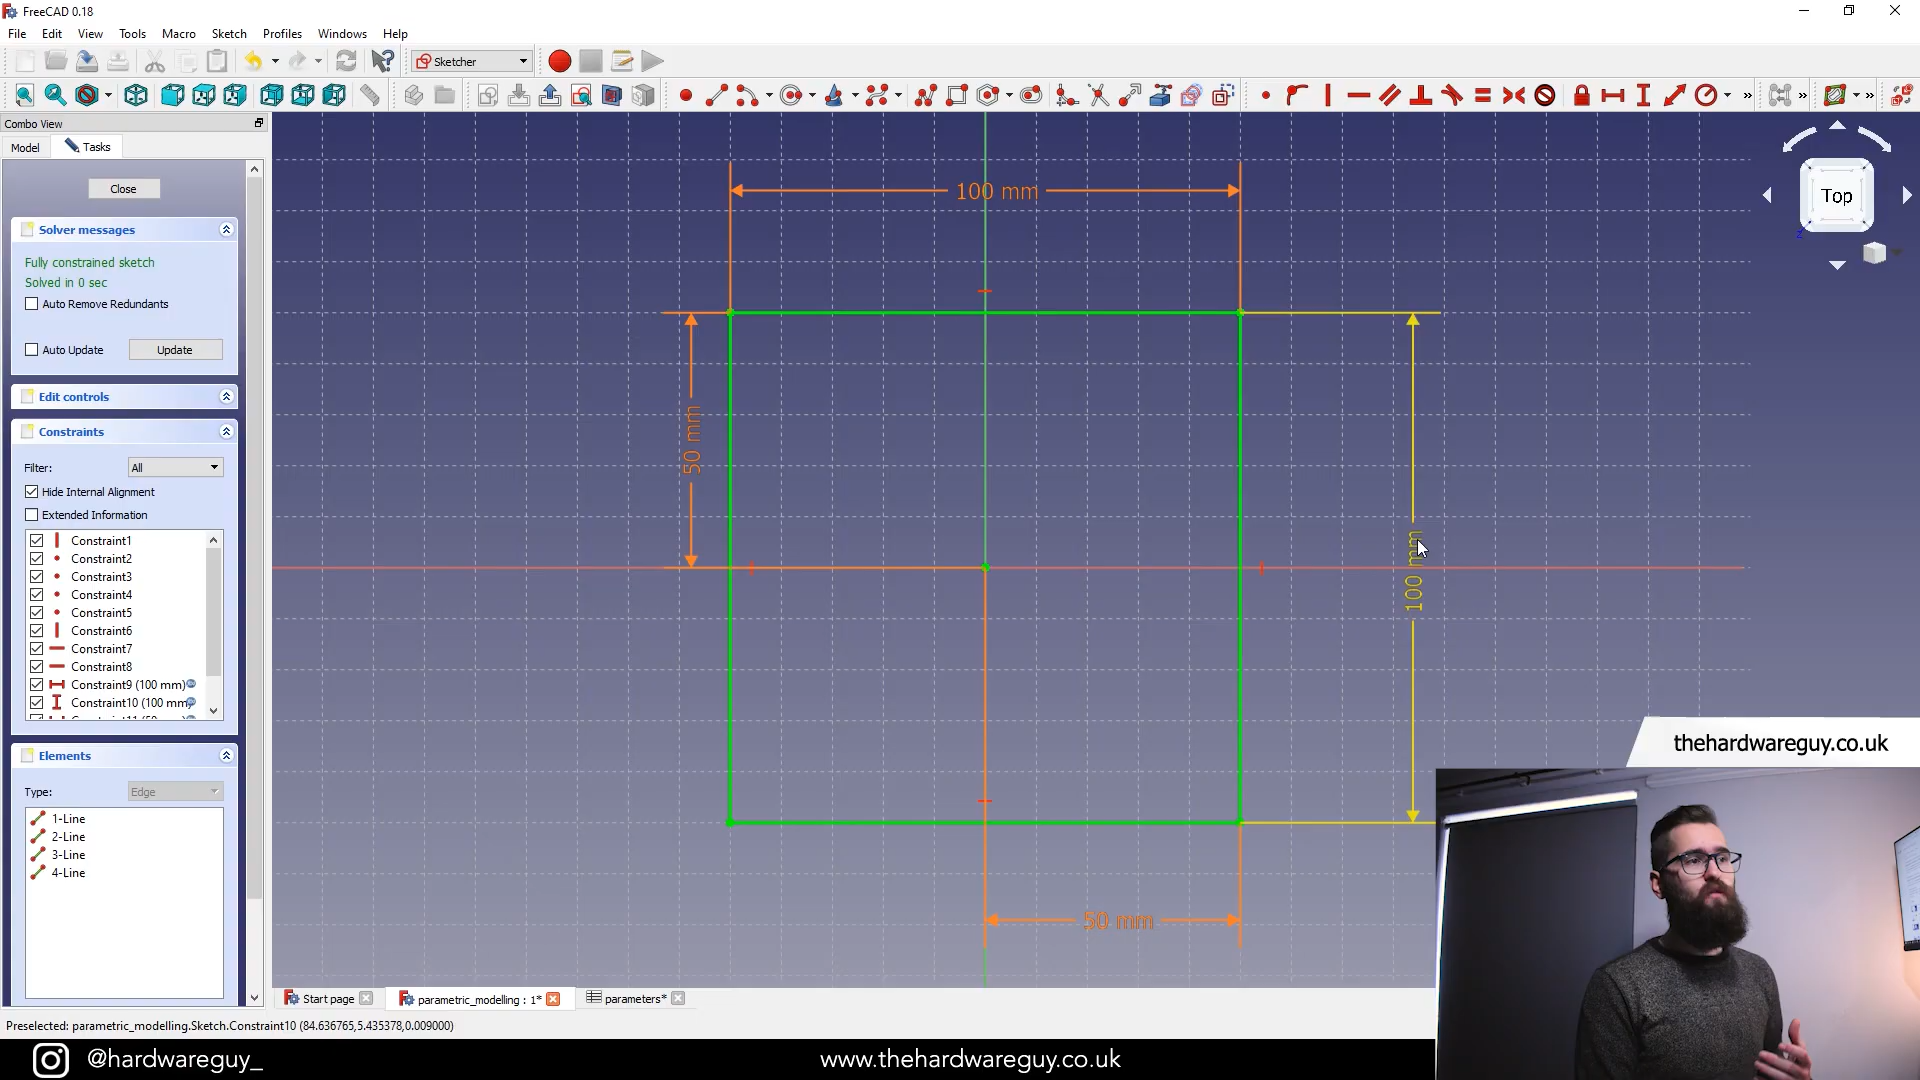 FreeCAD 0.18
File Edit View Tools Macro Sketch Profiles Windows Help
Sketcher
Combo View
Model Tasks
Close
Solver messages
Fully constrained sketch
Solved in 0 sec
Auto Remove Redundants
Auto Update Update
Edit controls
Constraints
Filter: All
Hide Internal Alignment
Extended Information
Constraint1
Constraint2
Constraint3
Constraint4
Constraint5
Constraint6
Constraint7
Constraint8
Constraint9 (100 mm)
Constraint10 (100 mm)
Elements
Type: Edge
1-Line
2-Line
3-Line
4-Line
100 mm
50 mm
100 mm
50 mm
Top
z
thehardwareguy.co.uk
Start page parametric_modelling : 1* parameters*
Preselected: parametric_modelling.Sketch.Constraint10 (84.636765,5.435378,0.009000)
@hardwareguy_
www.thehardwareguy.co.uk